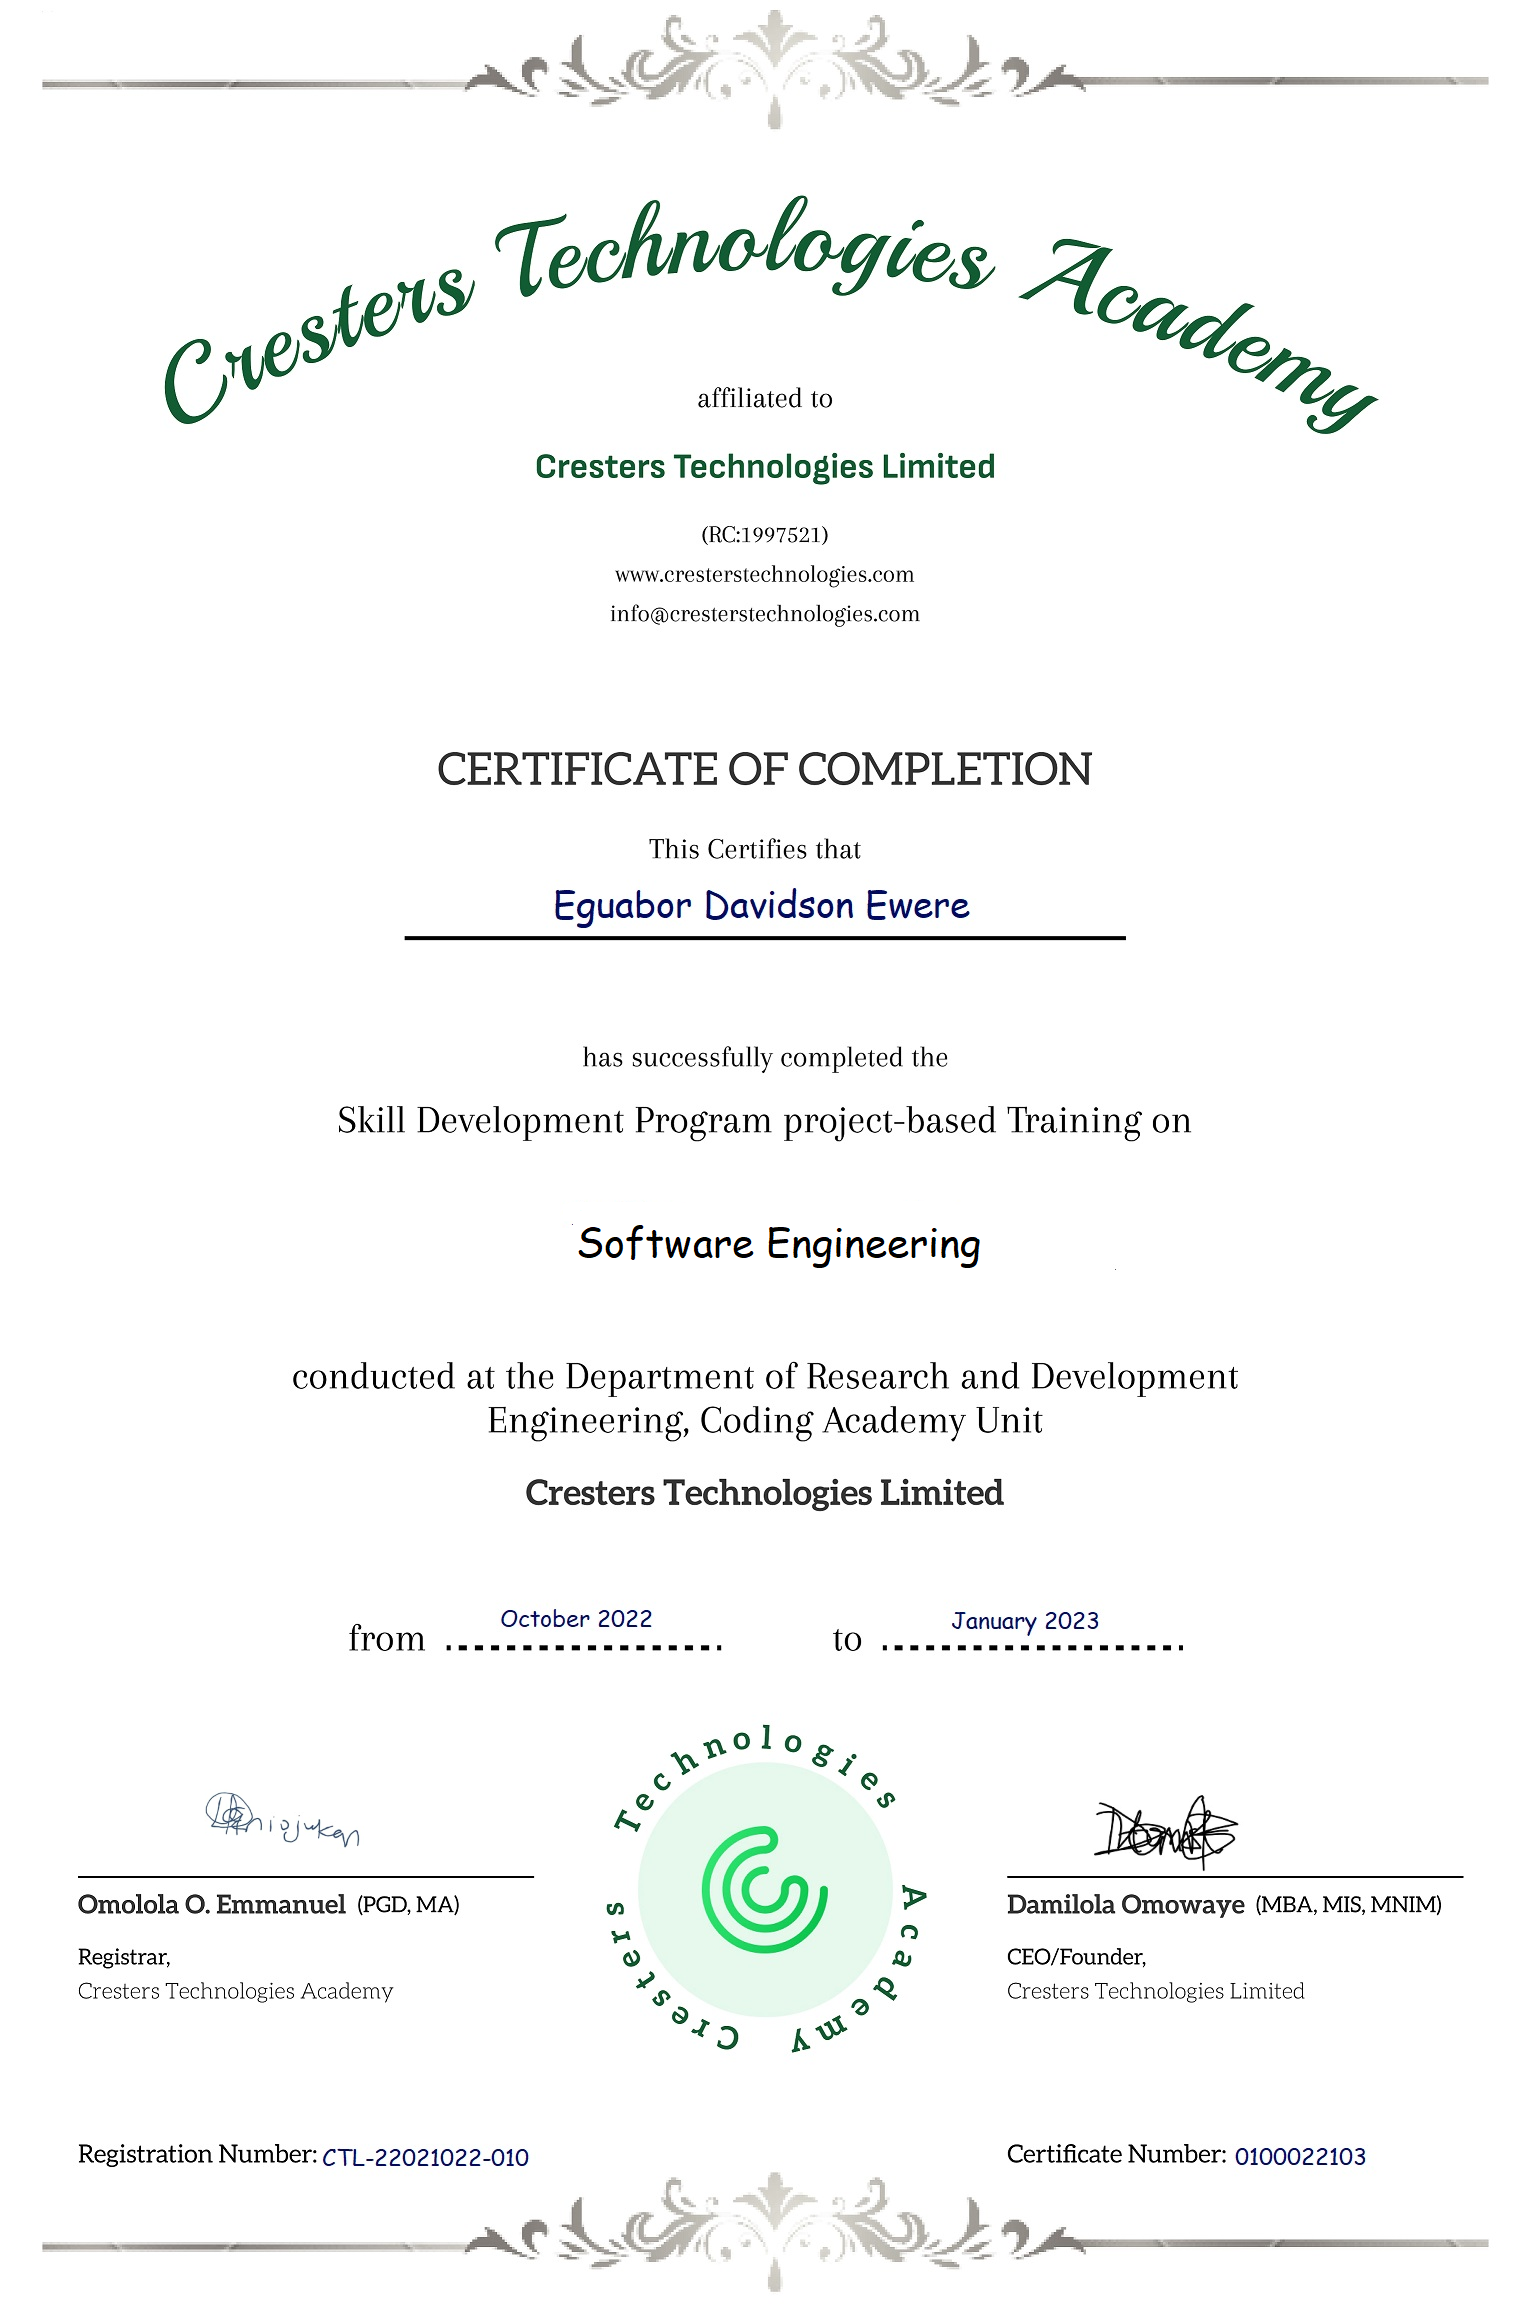 Cresters Technologies Academy
affiliated to
Cresters Technologies Limited
(RC:1997521)
www.cresterstechnologies.com
info@cresterstechnologies.com
CERTIFICATE OF COMPLETION
This Certifies that
Eguabor Davidson Ewere
has successfully completed the
Skill Development Program project-based Training on
Software Engineering
conducted at the Department of Research and Development
Engineering, Coding Academy Unit
Cresters Technologies Limited
from October 2022 to January 2023
Cresters Technologies Academy
Omolola O. Emmanuel (PGD, MA)
Registrar,
Cresters Technologies Academy
Damilola Omowaye (MBA, MIS, MNIM)
CEO/Founder,
Cresters Technologies Limited
Registration Number: CTL-22021022-010
Certificate Number: 0100022103